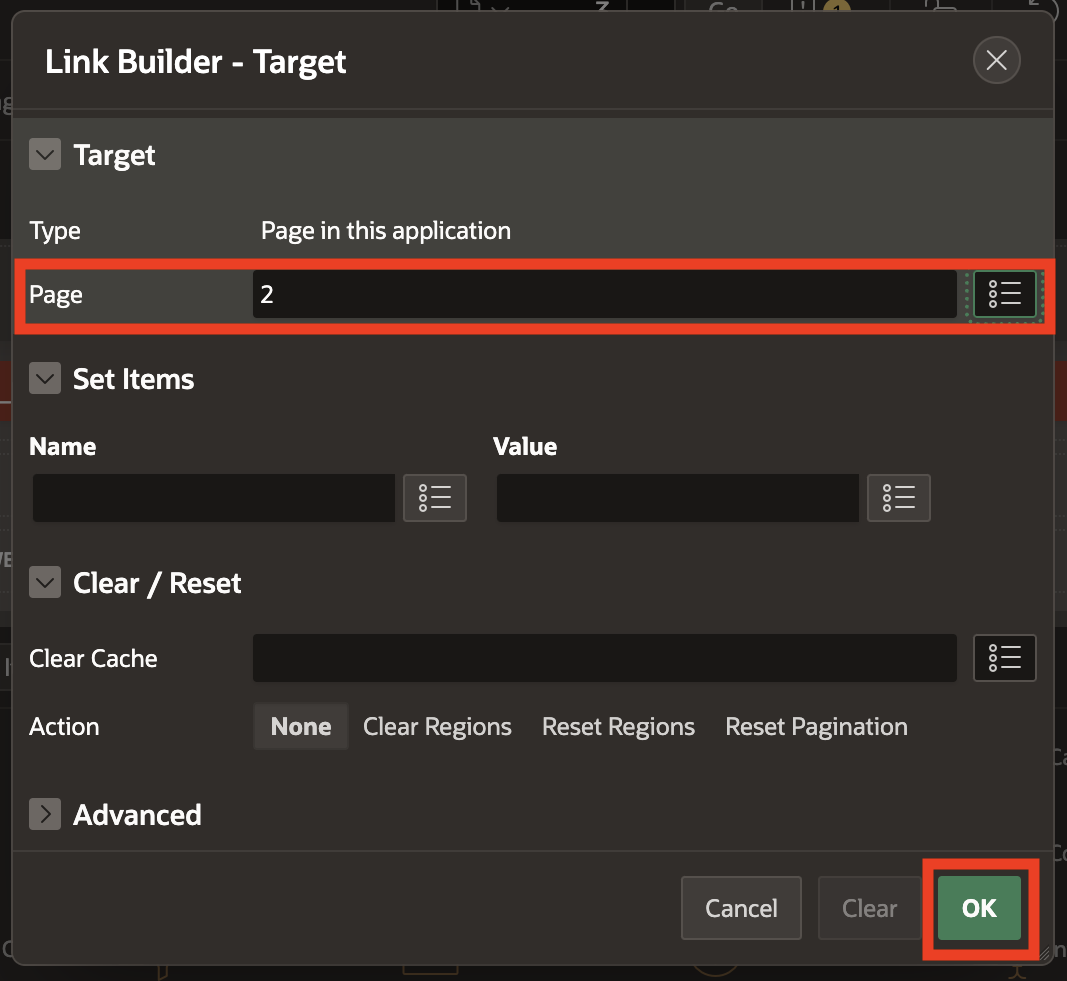 Link Builder - Target
Target
Type Page in this application
Page 2
Set Items
Name Value
Clear / Reset
Clear Cache
Action None Clear Regions Reset Regions Reset Pagination
Advanced
Cancel Clear OK